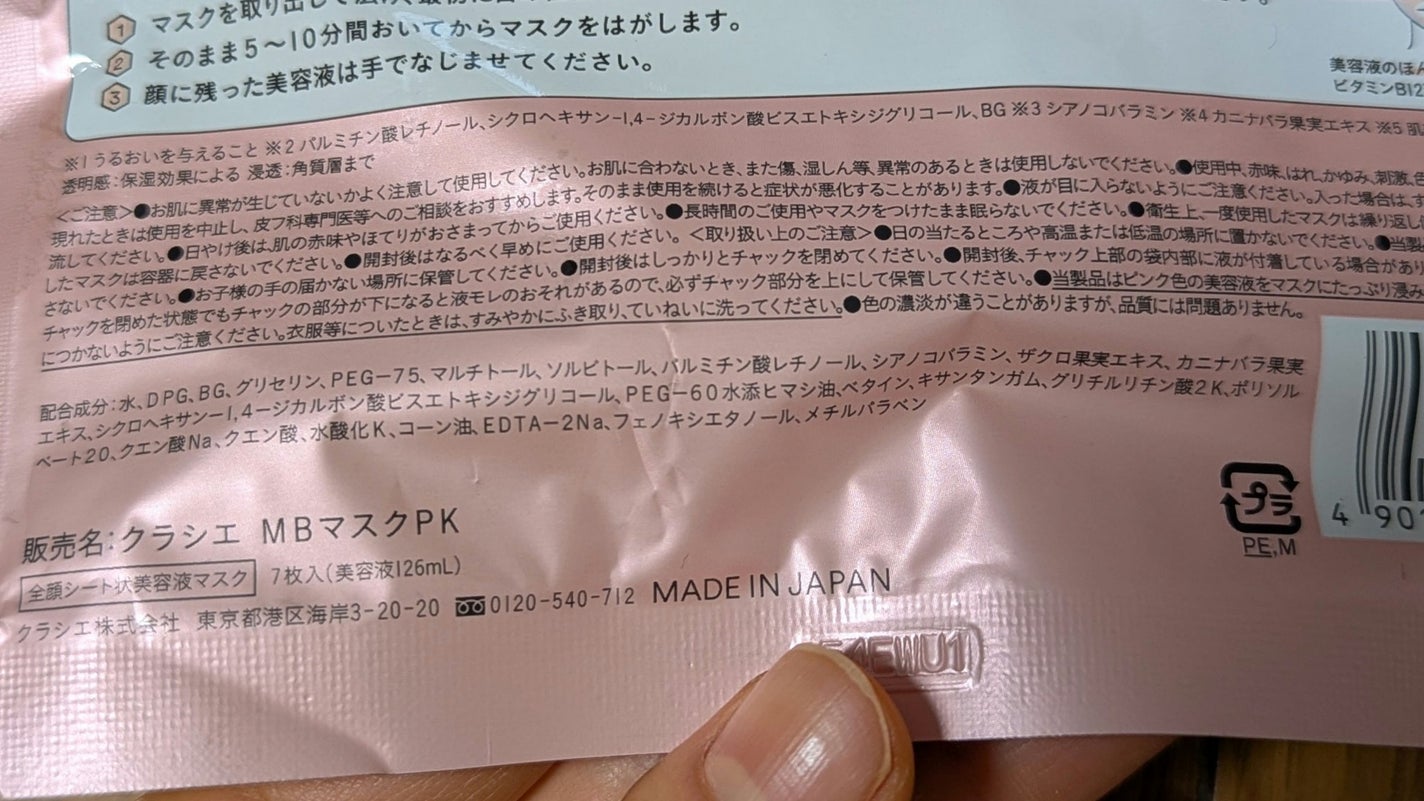 ① マスクを取り出して広げ、最初に
② そのまま5～10分間おいてからマスクをはがします。
③ 顔に残った美容液は手でなじませてください。
美容液のほん
ビタミンB12
※1 うるおいを与えること ※2 パルミチン酸レチノール、シクロヘキサン-1,4-ジカルボン酸ビスエトキシジグリコール、BG ※3 シアノコバラミン ※4 カニナバラ果実エキス ※5 肌
透明感:保湿効果による 浸透:角質層まで
<ご注意>●お肌に異常が生じていないかよく注意して使用してください。お肌に合わないとき、また傷、湿しん等、異常のあるときは使用しないでください。●使用中、赤味、はれ、かゆみ、刺激、色
現れたときは使用を中止し、皮フ科専門医等へのご相談をおすすめします。そのまま使用を続けると症状が悪化することがあります。●液が目に入らないようにご注意ください。入った場合は、す
流してください。●日やけ後は、肌の赤味やほてりがおさまってからご使用ください。●長時間のご使用やマスクをつけたまま眠らないでください。●衛生上、一度使用したマスクは繰り返し
したマスクは容器に戻さないでください。●開封後はなるべく早めにご使用ください。<取り扱い上のご注意>●日の当たるところや高温または低温の場所に置かないでください。●当製
さないでください。●お子様の手の届かない場所に保管してください。●開封後はしっかりとチャックを閉めてください。●開封後、チャック上部の袋内部に液が付着している場合があり
チャックを閉めた状態でもチャックの部分が下になると液モレのおそれがあるので、必ずチャック部分を上にして保管してください。●当製品はピンク色の美容液をマスクにたっぷり浸み
につかないようにご注意ください。衣服等についたときは、すみやかにふき取り、ていねいに洗ってください。●色の濃淡が違うことがありますが、品質には問題ありません。
配合成分:水、DPG、BG、グリセリン、PEG-75、マルチトール、ソルビトール、パルミチン酸レチノール、シアノコバラミン、ザクロ果実エキス、カニナバラ果実
エキス、シクロヘキサン-1,4-ジカルボン酸ビスエトキシジグリコール、PEG-60水添ヒマシ油、ベタイン、キサンタンガム、グリチルリチン酸2K、ポリソル
ベート20、クエン酸Na、クエン酸、水酸化K、コーン油、EDTA-2Na、フェノキシエタノール、メチルパラベン
販売名:クラシエ MBマスクPK
全顔シート状美容液マスク 7枚入(美容液126mL)
クラシエ株式会社 東京都港区海岸3-20-20 0120-540-712 MADE IN JAPAN
プラ
PE,M
4 90
EWU1